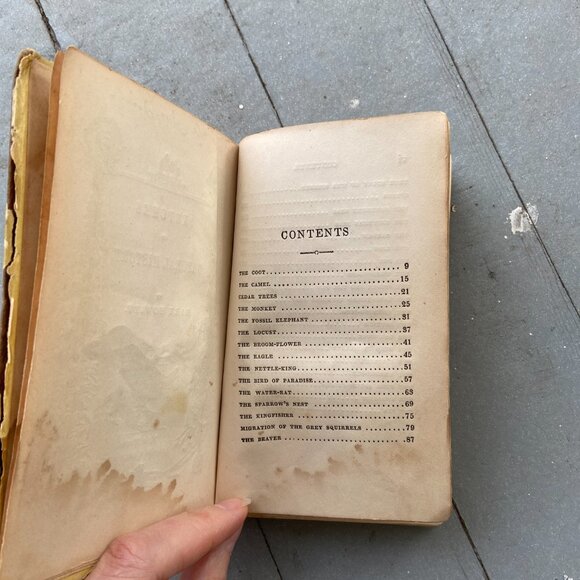 CONTENTS
THE COOT........................................ 9
THE CAMEL........................................ 15
CEDAR TREES........................................ 21
THE MONKEY........................................ 25
THE FOSSIL ELEPHANT........................................ 31
THE LOCUST........................................ 37
THE BROOM-FLOWER........................................ 41
THE EAGLE........................................ 45
THE NETTLE-KING........................................ 51
THE BIRD OF PARADISE........................................ 57
THE WATER-RAT........................................ 63
THE SPARROW'S NEST........................................ 69
THE KINGFISHER........................................ 75
MIGRATION OF THE GREY SQUIRRELS........................................ 79
THE BEAVER........................................ 87